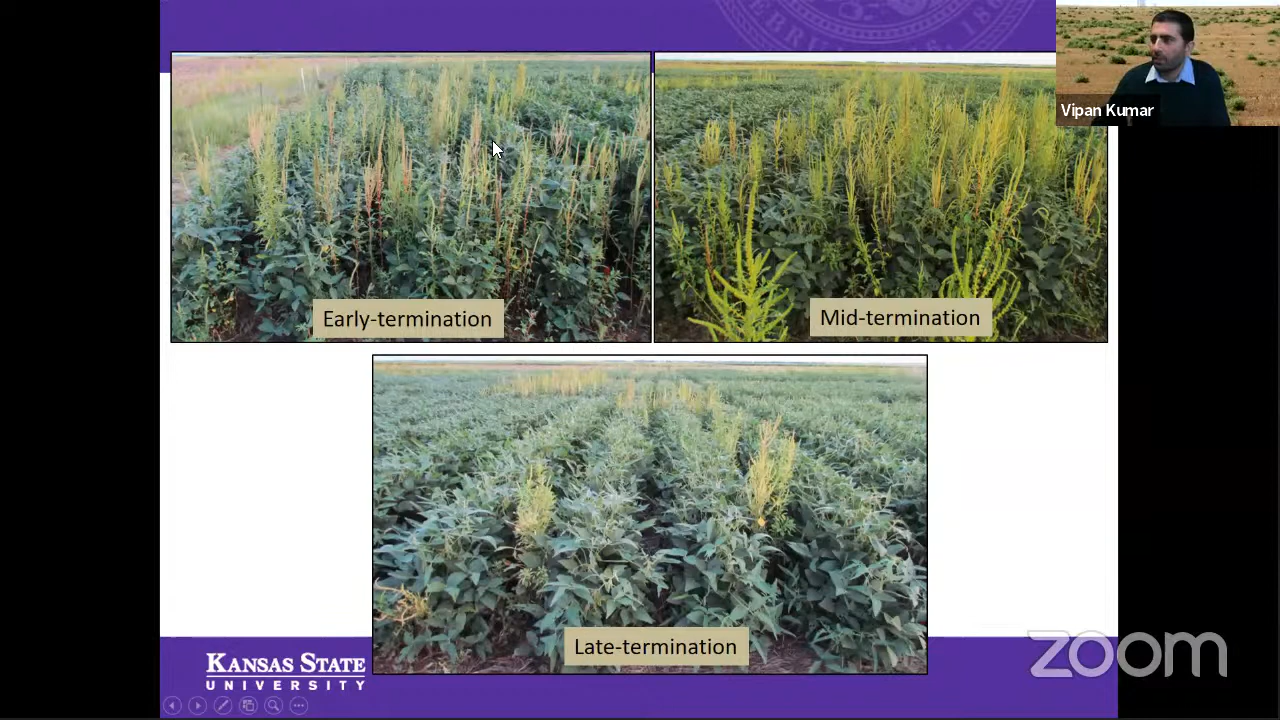 Vipan Kumar
Early-termination
Mid-termination
Late-termination
KANSAS STATE
UNIVERSITY
zoom